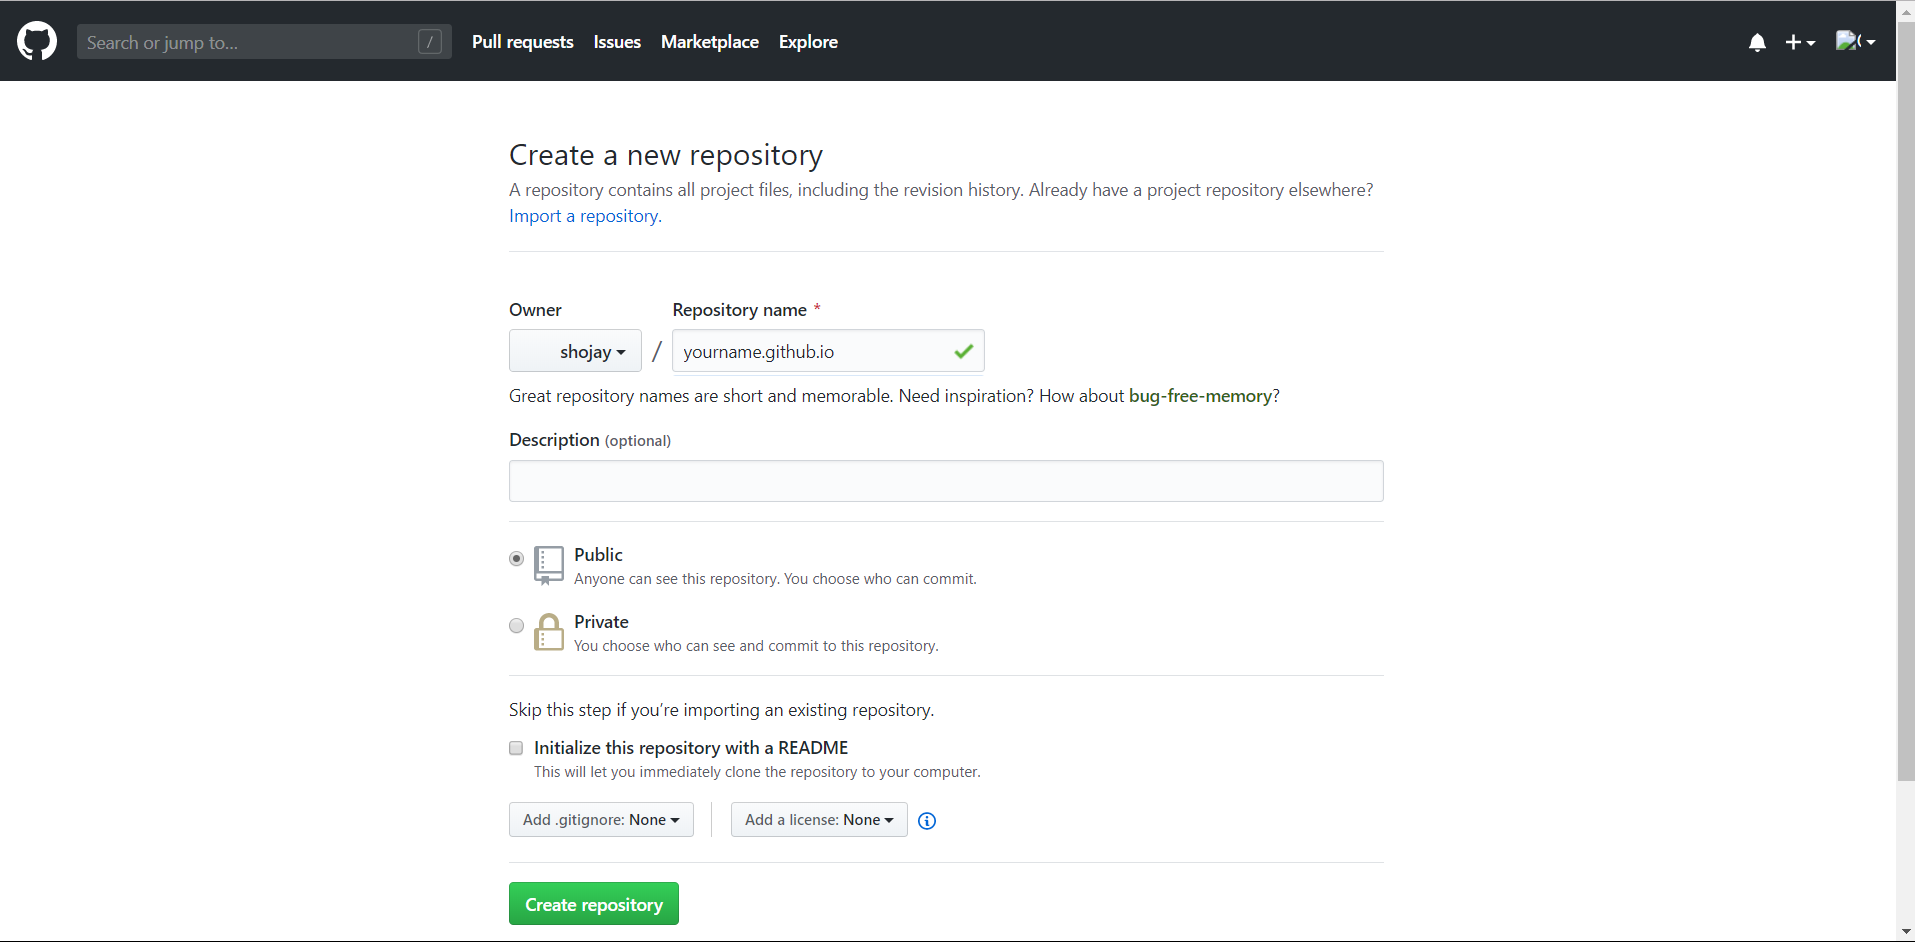 Search or jump to... /
Pull requests Issues Marketplace Explore
Create a new repository
A repository contains all project files, including the revision history. Already have a project repository elsewhere?
Import a repository.
Owner Repository name *
shojay / yourname.github.io
Great repository names are short and memorable. Need inspiration? How about bug-free-memory?
Description (optional)
Public
Anyone can see this repository. You choose who can commit.
Private
You choose who can see and commit to this repository.
Skip this step if you’re importing an existing repository.
Initialize this repository with a README
This will let you immediately clone the repository to your computer.
Add .gitignore: None Add a license: None
Create repository